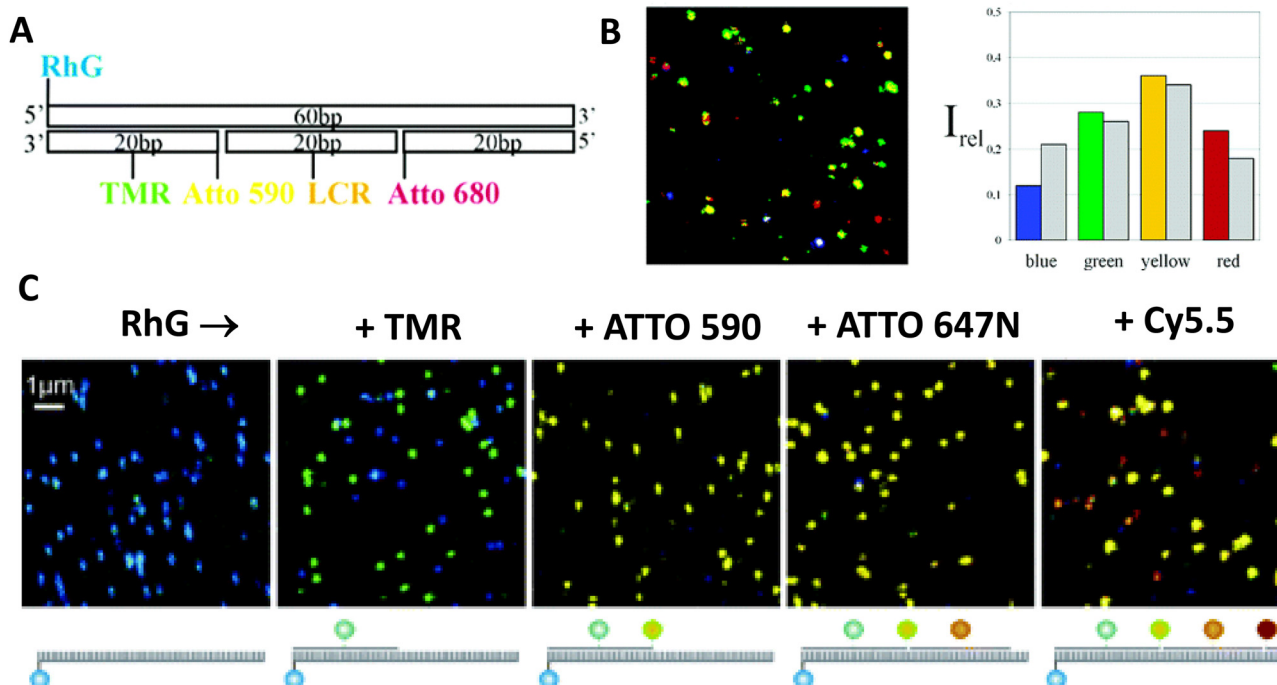 A
RhG
5’ 60bp 3’
3’ 20bp 20bp 20bp 5’
TMR Atto 590 LCR Atto 680
B
I rel
0.5
0.4
0.3
0.2
0.1
0
blue green yellow red
C
RhG → + TMR + ATTO 590 + ATTO 647N + Cy5.5
1µm